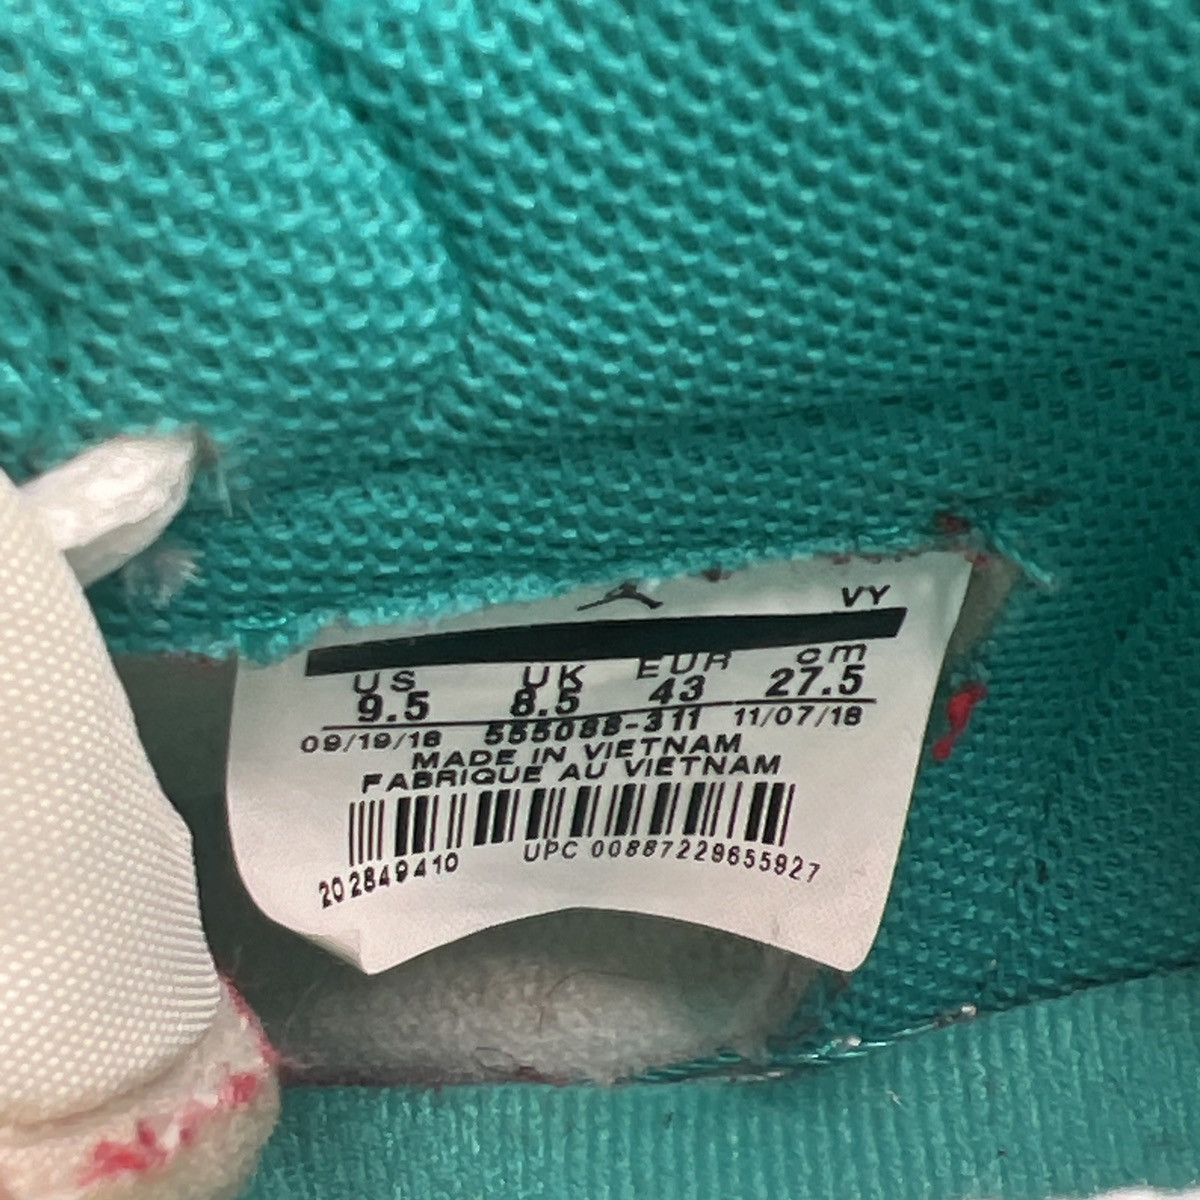 VY
US UK EUR cm
9.5 8.5 43 27.5
09/19/18 555088-311 11/07/18
MADE IN VIETNAM
FABRIQUE AU VIETNAM
202849410 UPC 00887229655927